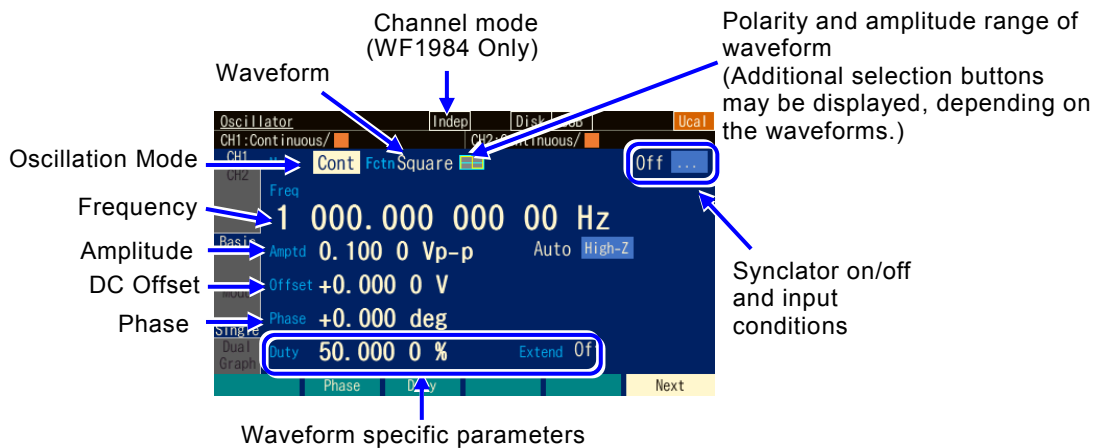 Channel mode
(WF1984 Only)
Polarity and amplitude range of
waveform
(Additional selection buttons
may be displayed, depending on
the waveforms.)
Waveform
Oscillator Indep Disk Ucal
CH1:Continuous/
Oscillation Mode
CH1 Cont Fctn Square Off ...
CH2
Freq
Frequency
1 000.000 000 00 Hz
Basic
Amplitude
Amptd 0.100 0 Vp-p Auto High-Z
DC Offset
Offset +0.000 0 V
Phase
Phase +0.000 deg
Single
Dual
Graph
Duty 50.000 0 % Extend
Phase Next
Synclator on/off
and input
conditions
Waveform specific parameters